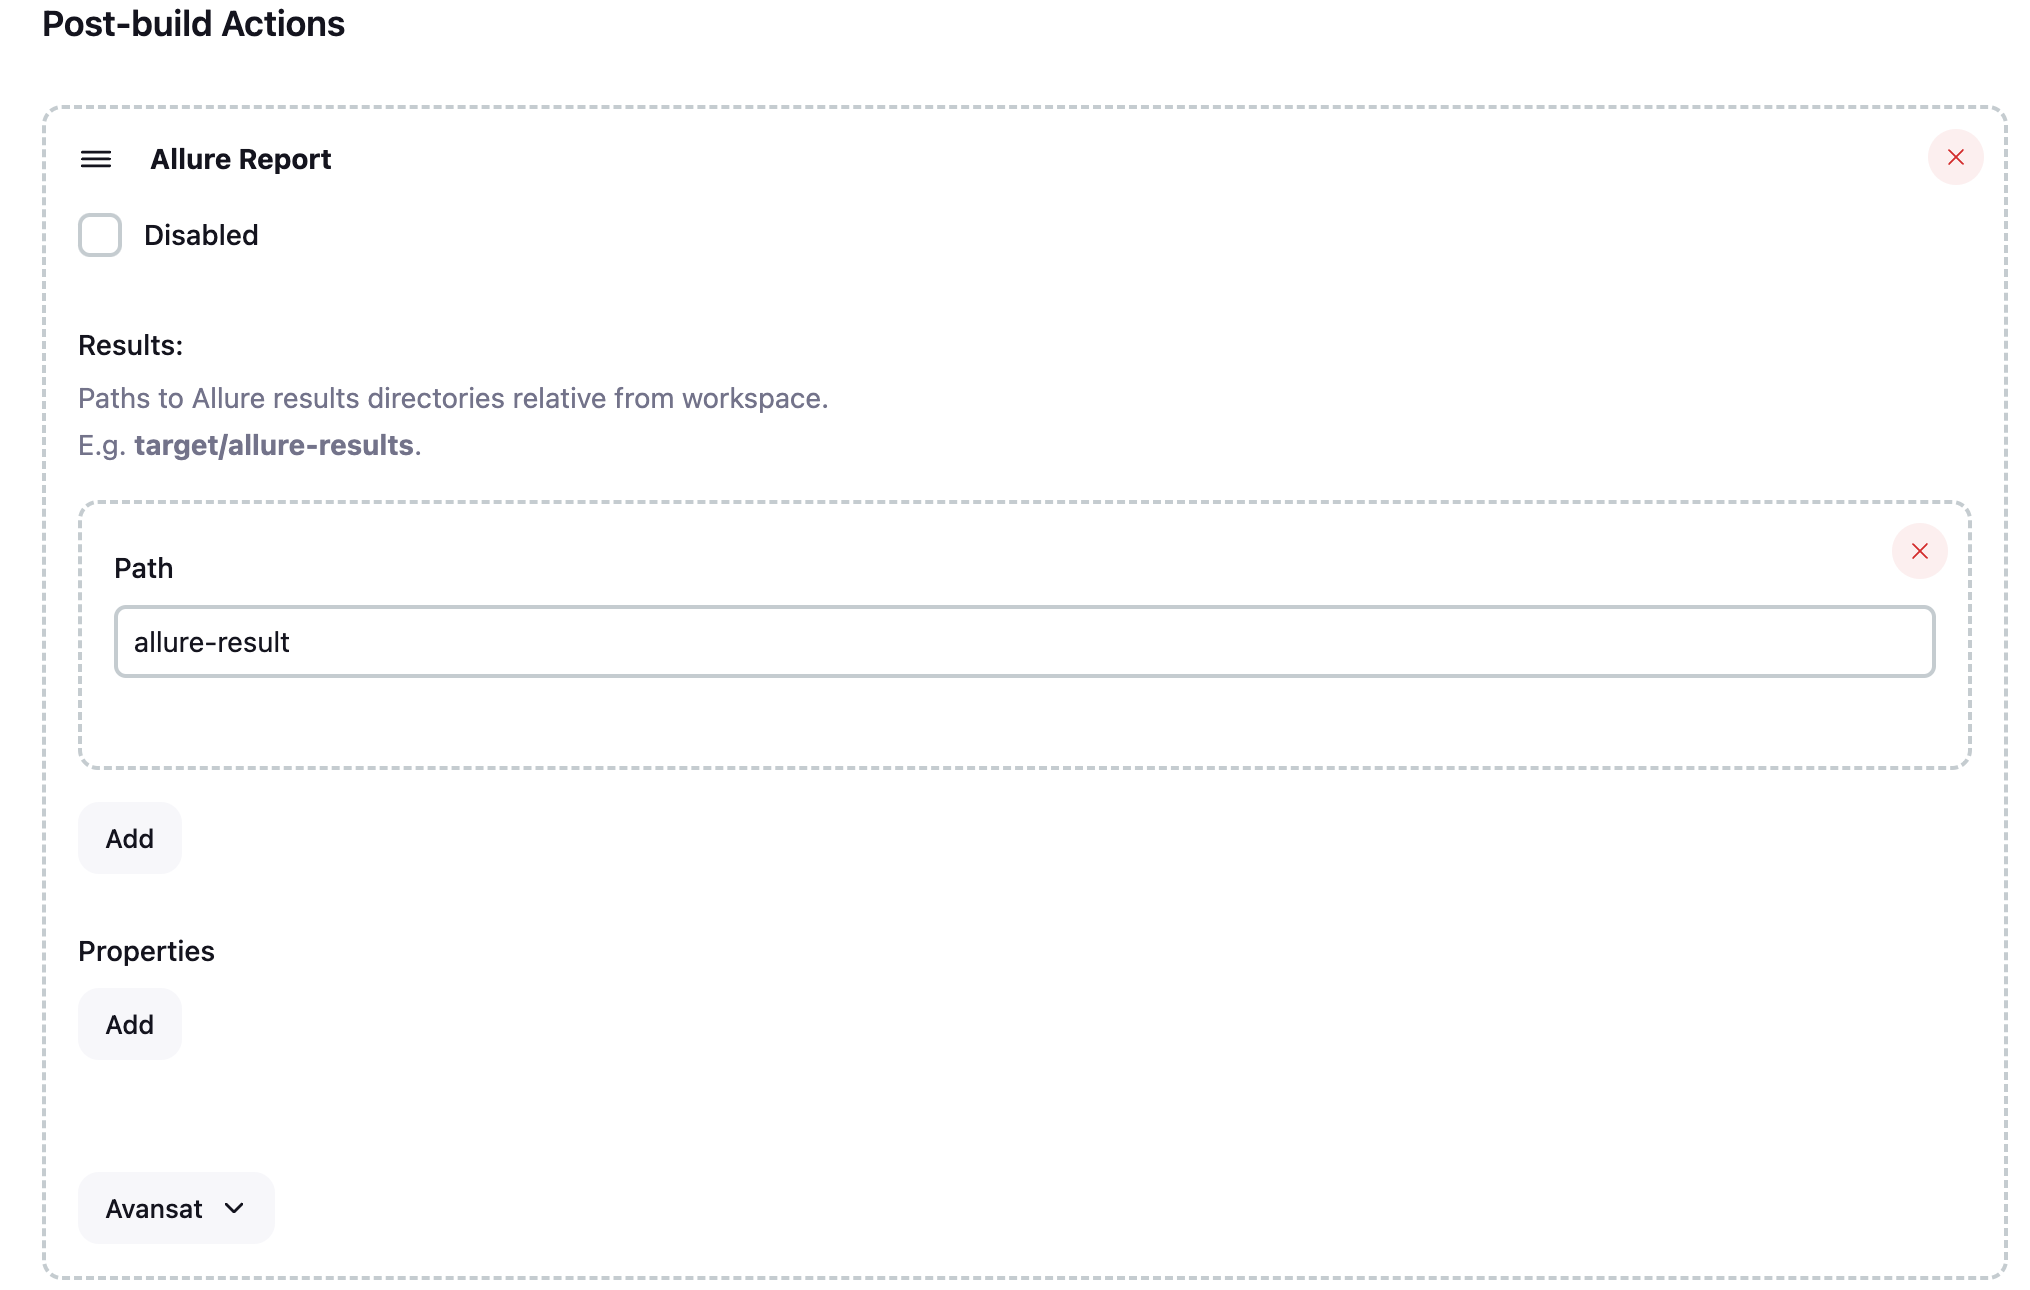 Post-build Actions
Allure Report
Disabled
Results:
Paths to Allure results directories relative from workspace.
E.g. target/allure-results.
Path
allure-result
Add
Properties
Add
Avansat